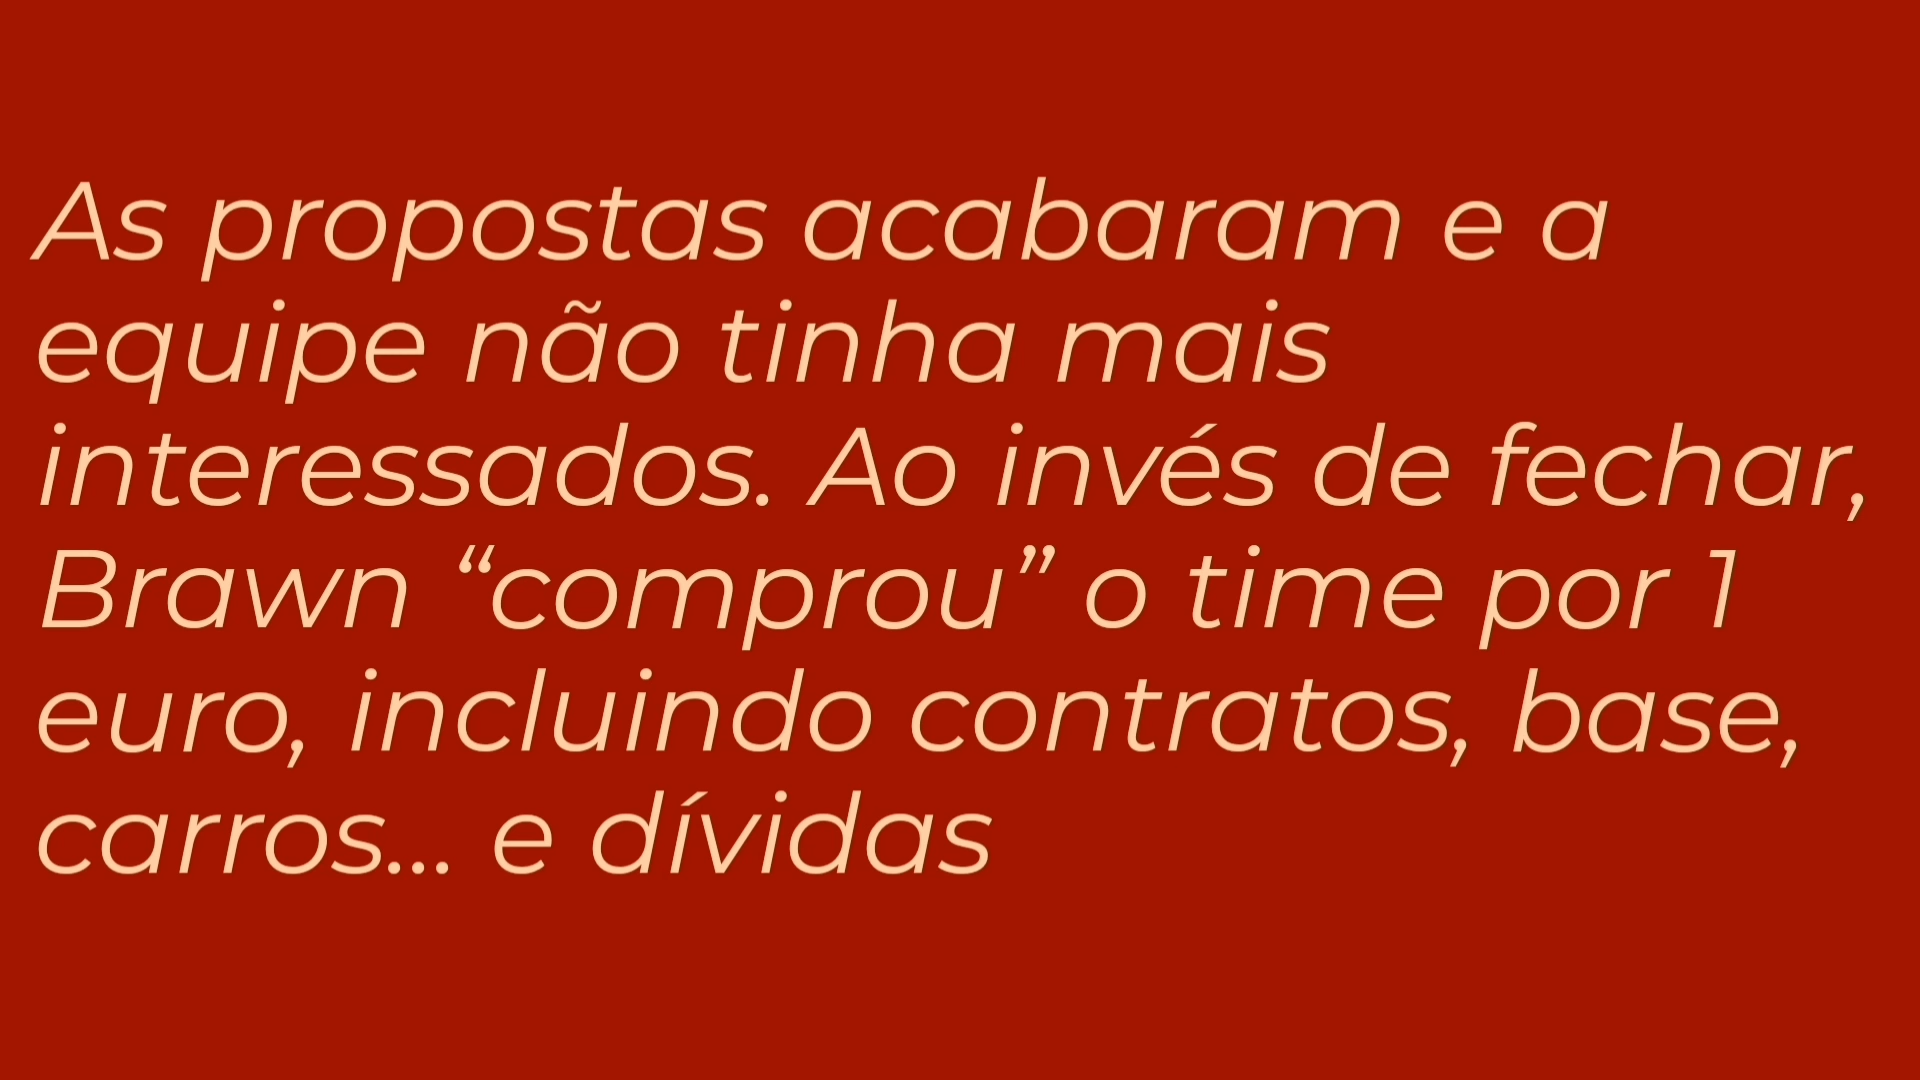 As propostas acabaram e a
equipe não tinha mais
interessados. Ao invés de fechar,
Brawn “comprou” o time por 1
euro, incluindo contratos, base,
carros... e dívidas